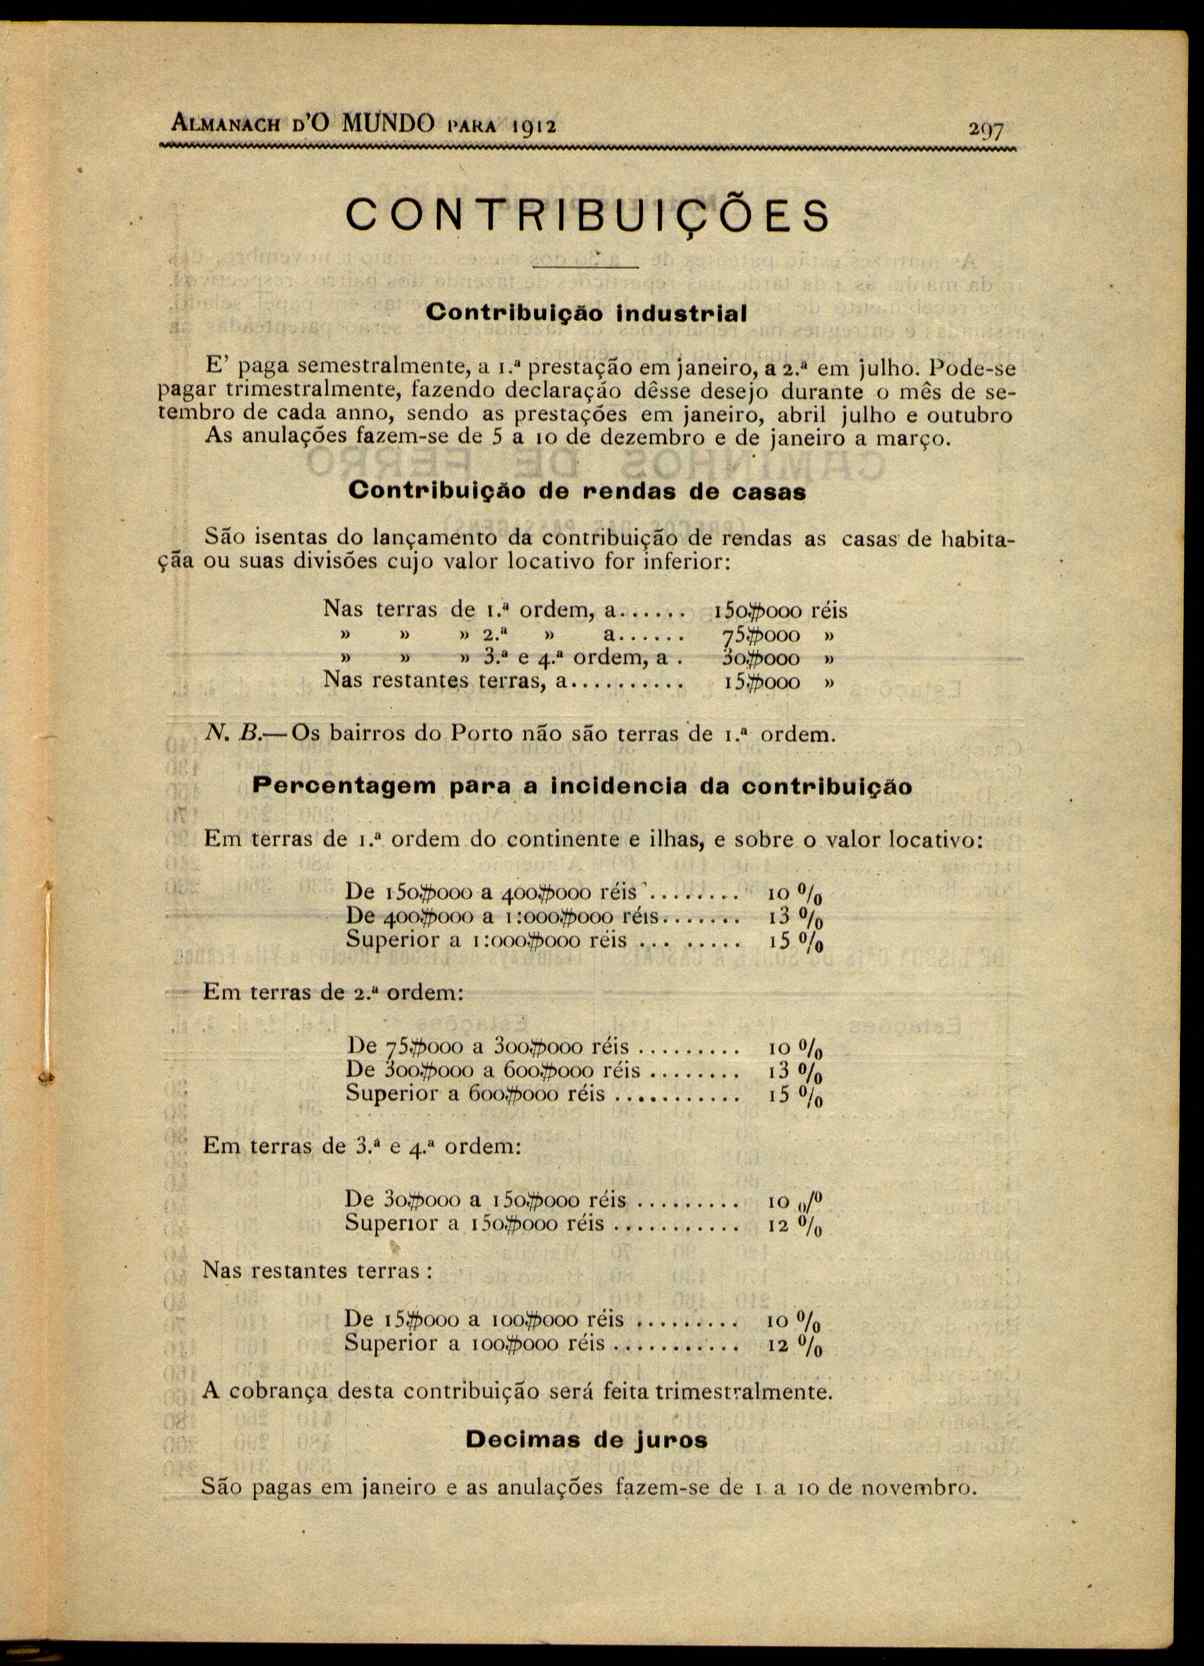 ALMANACH D'O MUNDO PARA 1912 297
CONTRIBUIÇÕES
Contribuição industrial
E' paga semestralmente, a 1.ª prestação em janeiro, a 2.ª em julho. Pode-se
pagar trimestralmente, fazendo declaração dêsse desejo durante o mês de se-
tembro de cada anno, sendo as prestações em janeiro, abril julho e outubro
As anulações fazem-se de 5 a 10 de dezembro e de janeiro a março.
Contribuição de rendas de casas
São isentas do lançamento da contribuição de rendas as casas de habita-
çãa ou suas divisões cujo valor locativo for inferior:
Nas terras de 1.ª ordem, a...... 150$000 réis
» » » 2.ª » a...... 75$000 »
» » » 3.ª e 4.ª ordem, a . 30$000 »
Nas restantes terras, a.......... 15$000 »
N. B.—Os bairros do Porto não são terras de 1.ª ordem.
Percentagem para a incidencia da contribuição
Em terras de 1.ª ordem do continente e ilhas, e sobre o valor locativo:
De 150$000 a 400$000 réis ........ 10 %
De 400$000 a 1:000$000 réis....... 13 %
Superior a 1:000$000 réis ... ...... 15 %
Em terras de 2.ª ordem:
De 75$000 a 300$000 réis ......... 10 %
De 300$000 a 600$000 réis ........ 13 %
Superior a 600$000 réis ........... 15 %
Em terras de 3.ª e 4.ª ordem:
De 30$000 a 150$000 réis ......... 10 %
Superior a 150$000 réis ........... 12 %
Nas restantes terras :
De 15$000 a 100$000 réis ......... 10 %
Superior a 100$000 réis ........... 12 %
A cobrança desta contribuição será feita trimestralmente.
Decimas de juros
São pagas em janeiro e as anulações fazem-se de 1 a 10 de novembro.